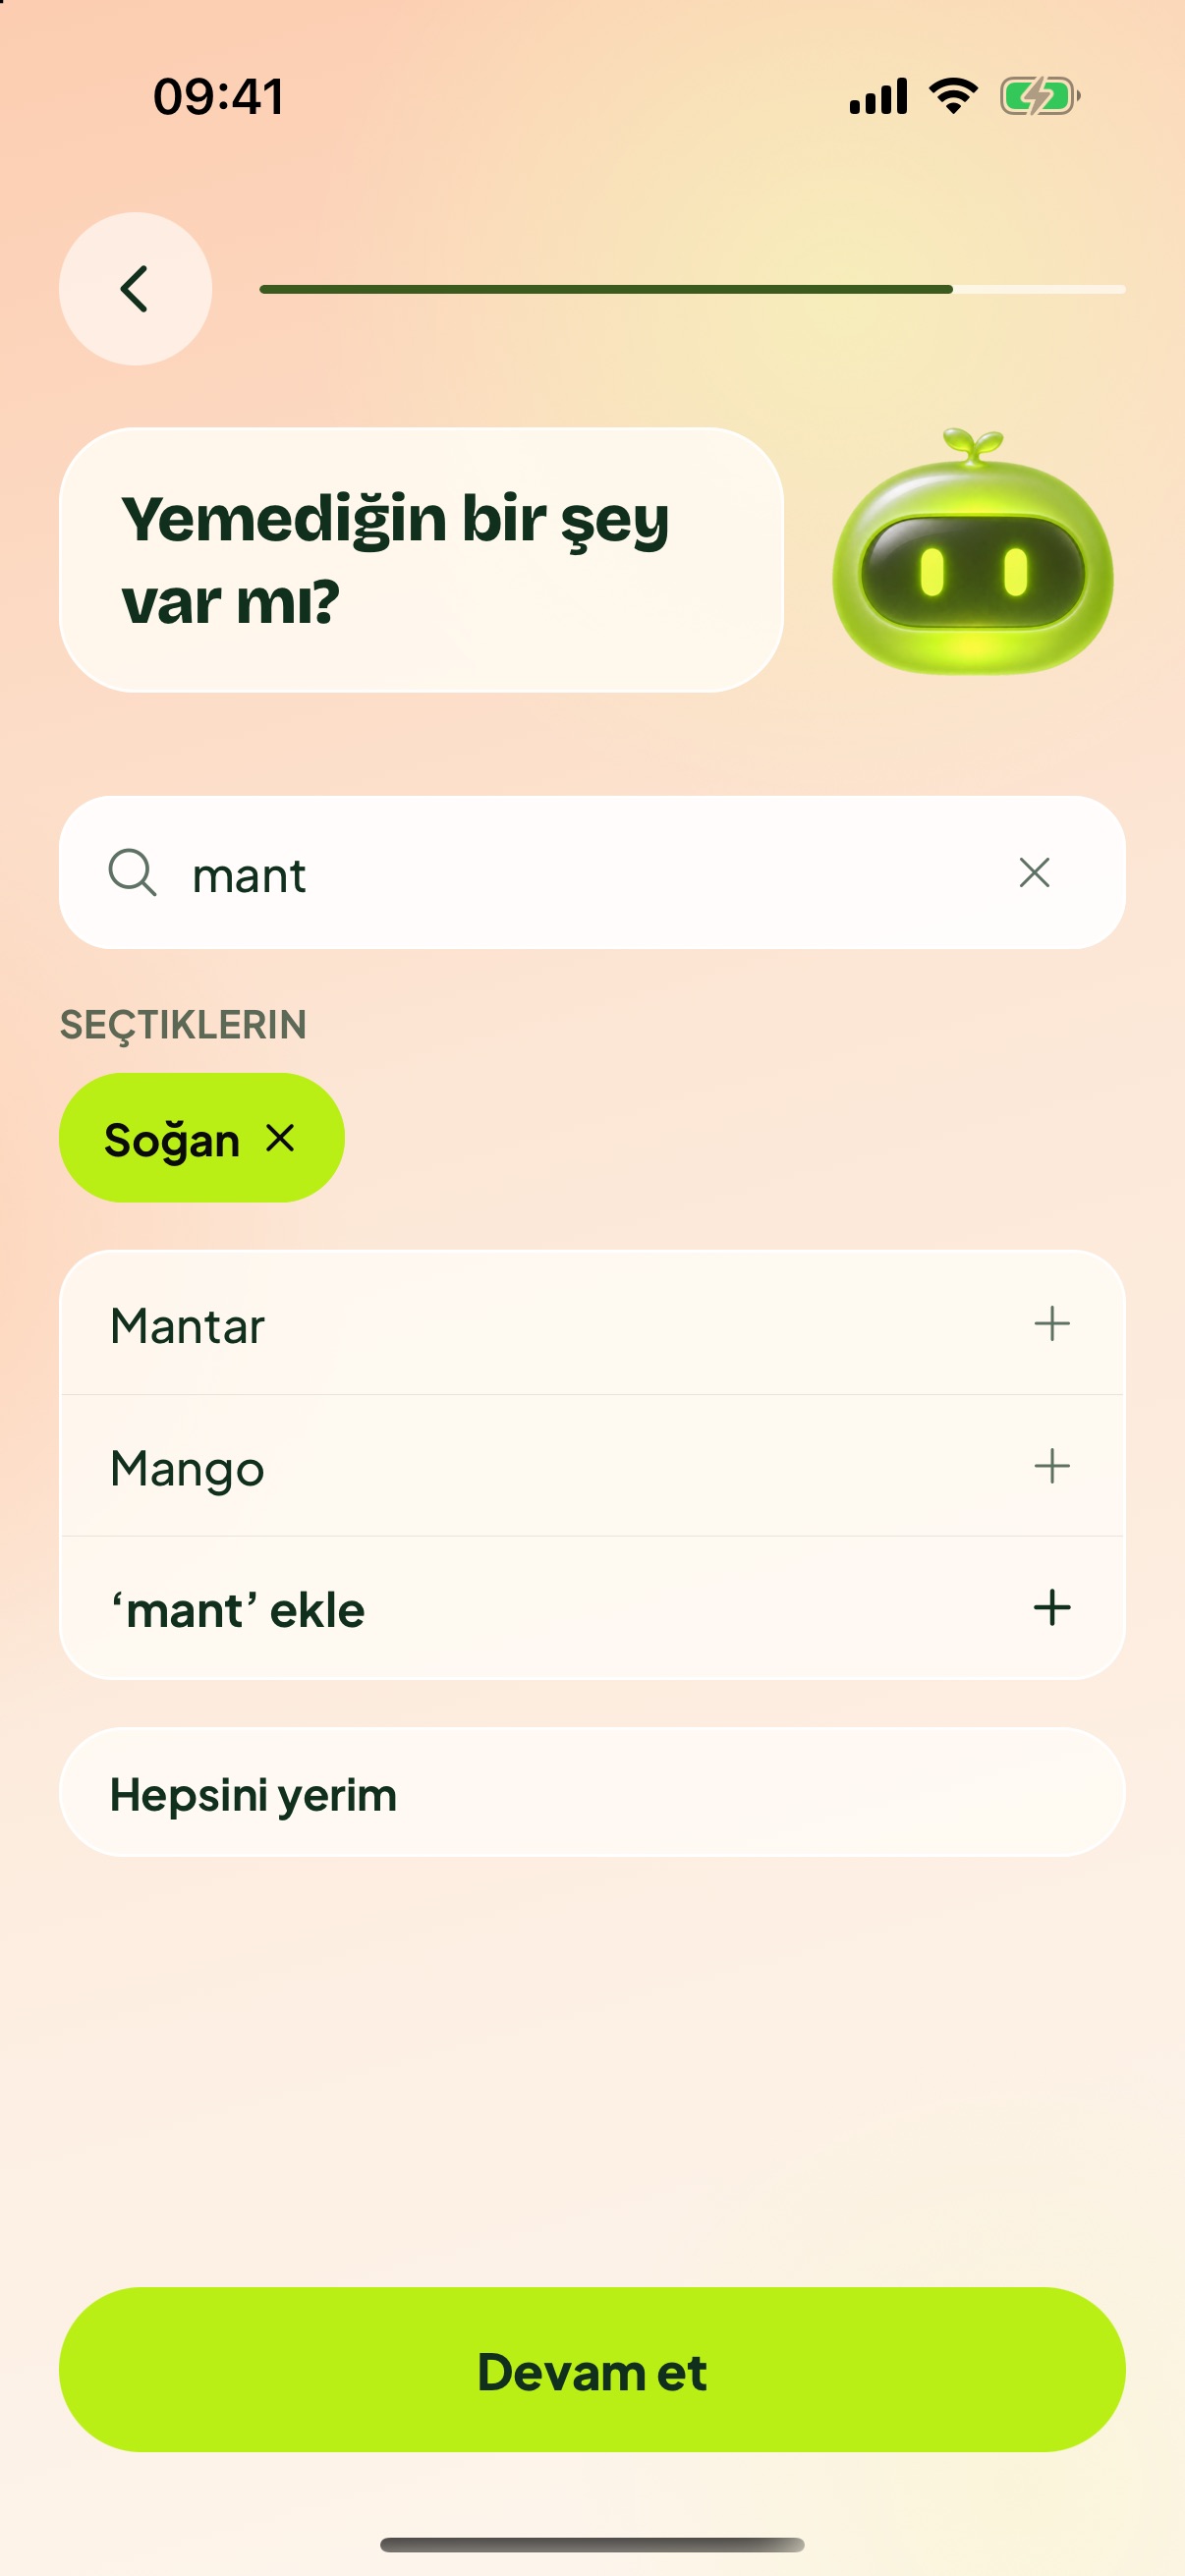 09:41
Yemediğin bir şey
var mı?
mant
SEÇTIKLERIN
Soğan
Mantar
Mango
‘mant’ ekle
Hepsini yerim
Devam et